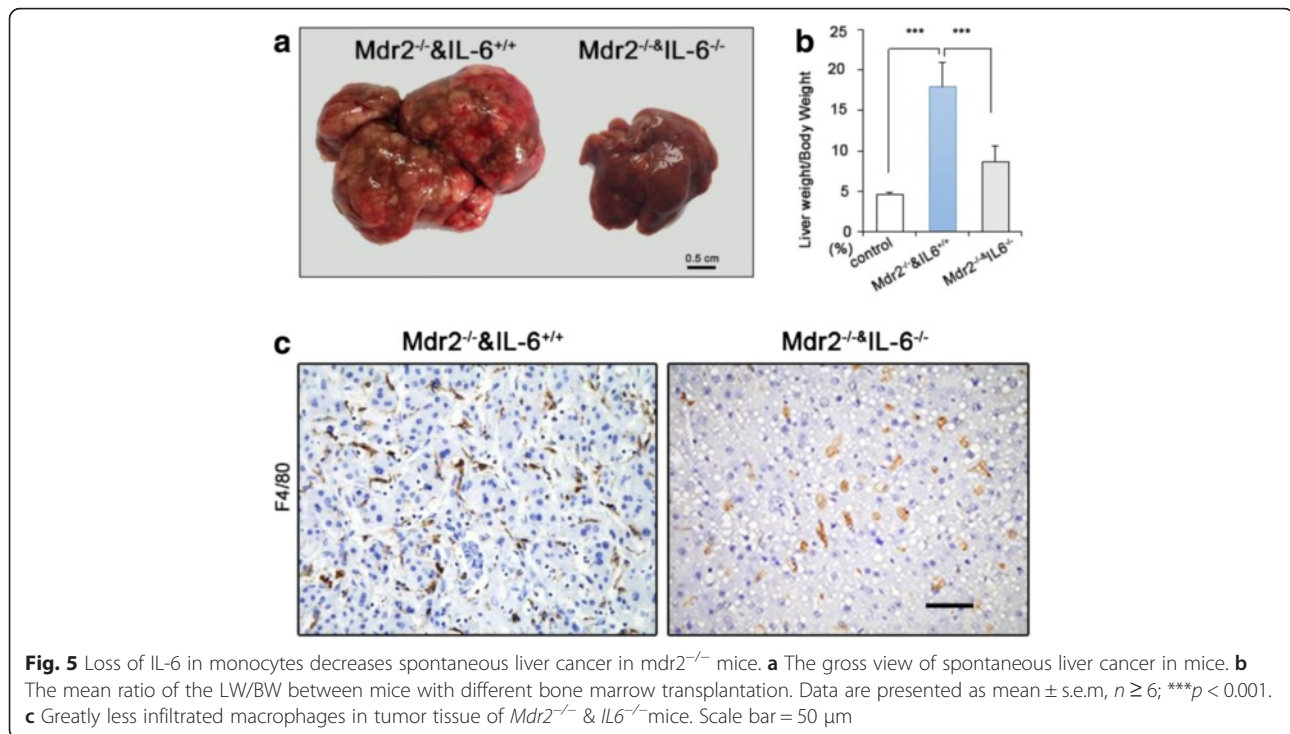 a
Mdr2⁻/⁻&IL-6⁺/⁺ Mdr2⁻/⁻&IL-6⁻/⁻
0.5 cm
b
*** ***
Liver weight/Body Weight
25
20
15
10
5
0
(%)
control
Mdr2⁻/⁻&IL6⁺/⁺
Mdr2⁻/⁻&IL6⁻/⁻
c
Mdr2⁻/⁻&IL-6⁺/⁺ Mdr2⁻/⁻&IL-6⁻/⁻
F4/80
Fig. 5 Loss of IL-6 in monocytes decreases spontaneous liver cancer in mdr2⁻/⁻ mice. a The gross view of spontaneous liver cancer in mice. b
The mean ratio of the LW/BW between mice with different bone marrow transplantation. Data are presented as mean ± s.e.m, n ≥ 6; ***p < 0.001.
c Greatly less infiltrated macrophages in tumor tissue of Mdr2⁻/⁻ & IL6⁻/⁻mice. Scale bar = 50 μm